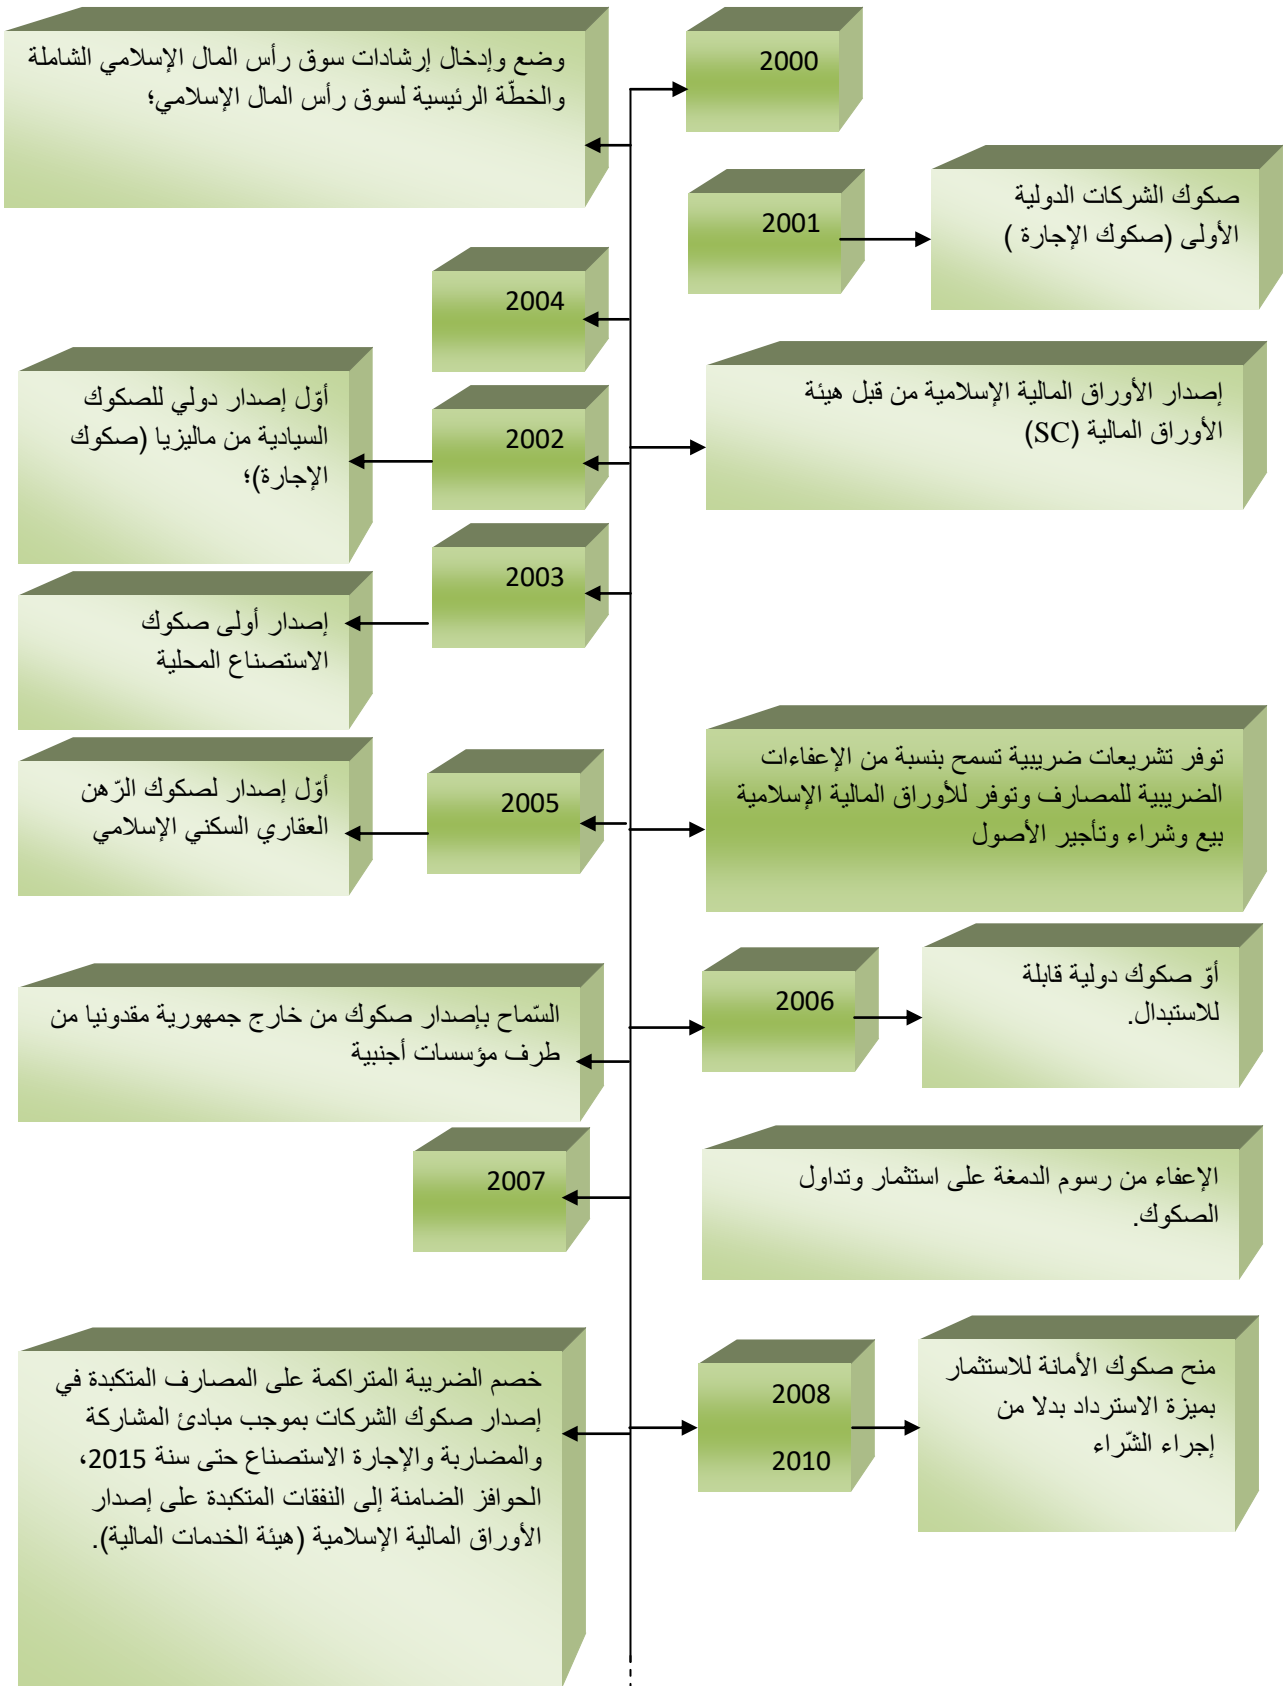 2000
وضع وإدخال إرشادات سوق رأس المال الإسلامي الشاملة
والخطّة الرئيسية لسوق رأس المال الإسلامي؛
صكوك الشركات الدولية
الأولى (صكوك الإجارة )
2001
2004
إصدار الأوراق المالية الإسلامية من قبل هيئة
الأوراق المالية (SC)
2002
أوّل إصدار دولي للصكوك
السيادية من ماليزيا (صكوك
الإجارة)؛
2003
إصدار أولى صكوك
الاستصناع المحلية
توفر تشريعات ضريبية تسمح بنسبة من الإعفاءات
الضريبية للمصارف وتوفر للأوراق المالية الإسلامية
بيع وشراء وتأجير الأصول
2005
أوّل إصدار لصكوك الرّهن
العقاري السكني الإسلامي
أوّ صكوك دولية قابلة
للاستبدال.
2006
السّماح بإصدار صكوك من خارج جمهورية مقدونيا من
طرف مؤسسات أجنبية
الإعفاء من رسوم الدمغة على استثمار وتداول
الصكوك.
2007
منح صكوك الأمانة للاستثمار
بميزة الاسترداد بدلا من
إجراء الشّراء
2008
2010
خصم الضريبة المتراكمة على المصارف المتكبدة في
إصدار صكوك الشركات بموجب مبادئ المشاركة
والمضاربة والإجارة الاستصناع حتى سنة 2015،
الحوافز الضامنة إلى النفقات المتكبدة على إصدار
الأوراق المالية الإسلامية (هيئة الخدمات المالية).